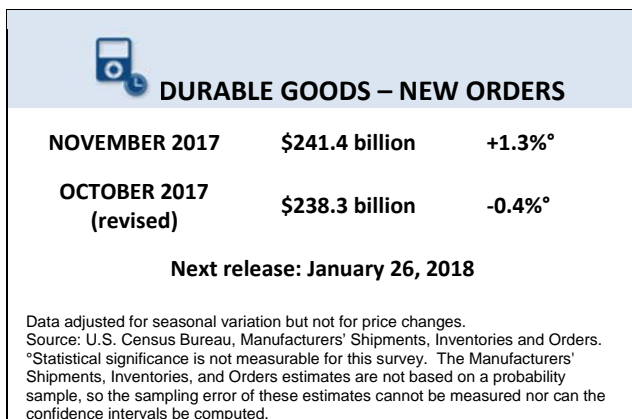 DURABLE GOODS – NEW ORDERS
NOVEMBER 2017 $241.4 billion +1.3%°
OCTOBER 2017
(revised) $238.3 billion -0.4%°
Next release: January 26, 2018
Data adjusted for seasonal variation but not for price changes.
Source: U.S. Census Bureau, Manufacturers’ Shipments, Inventories and Orders.
°Statistical significance is not measurable for this survey. The Manufacturers’
Shipments, Inventories, and Orders estimates are not based on a probability
sample, so the sampling error of these estimates cannot be measured nor can the
confidence intervals be computed.